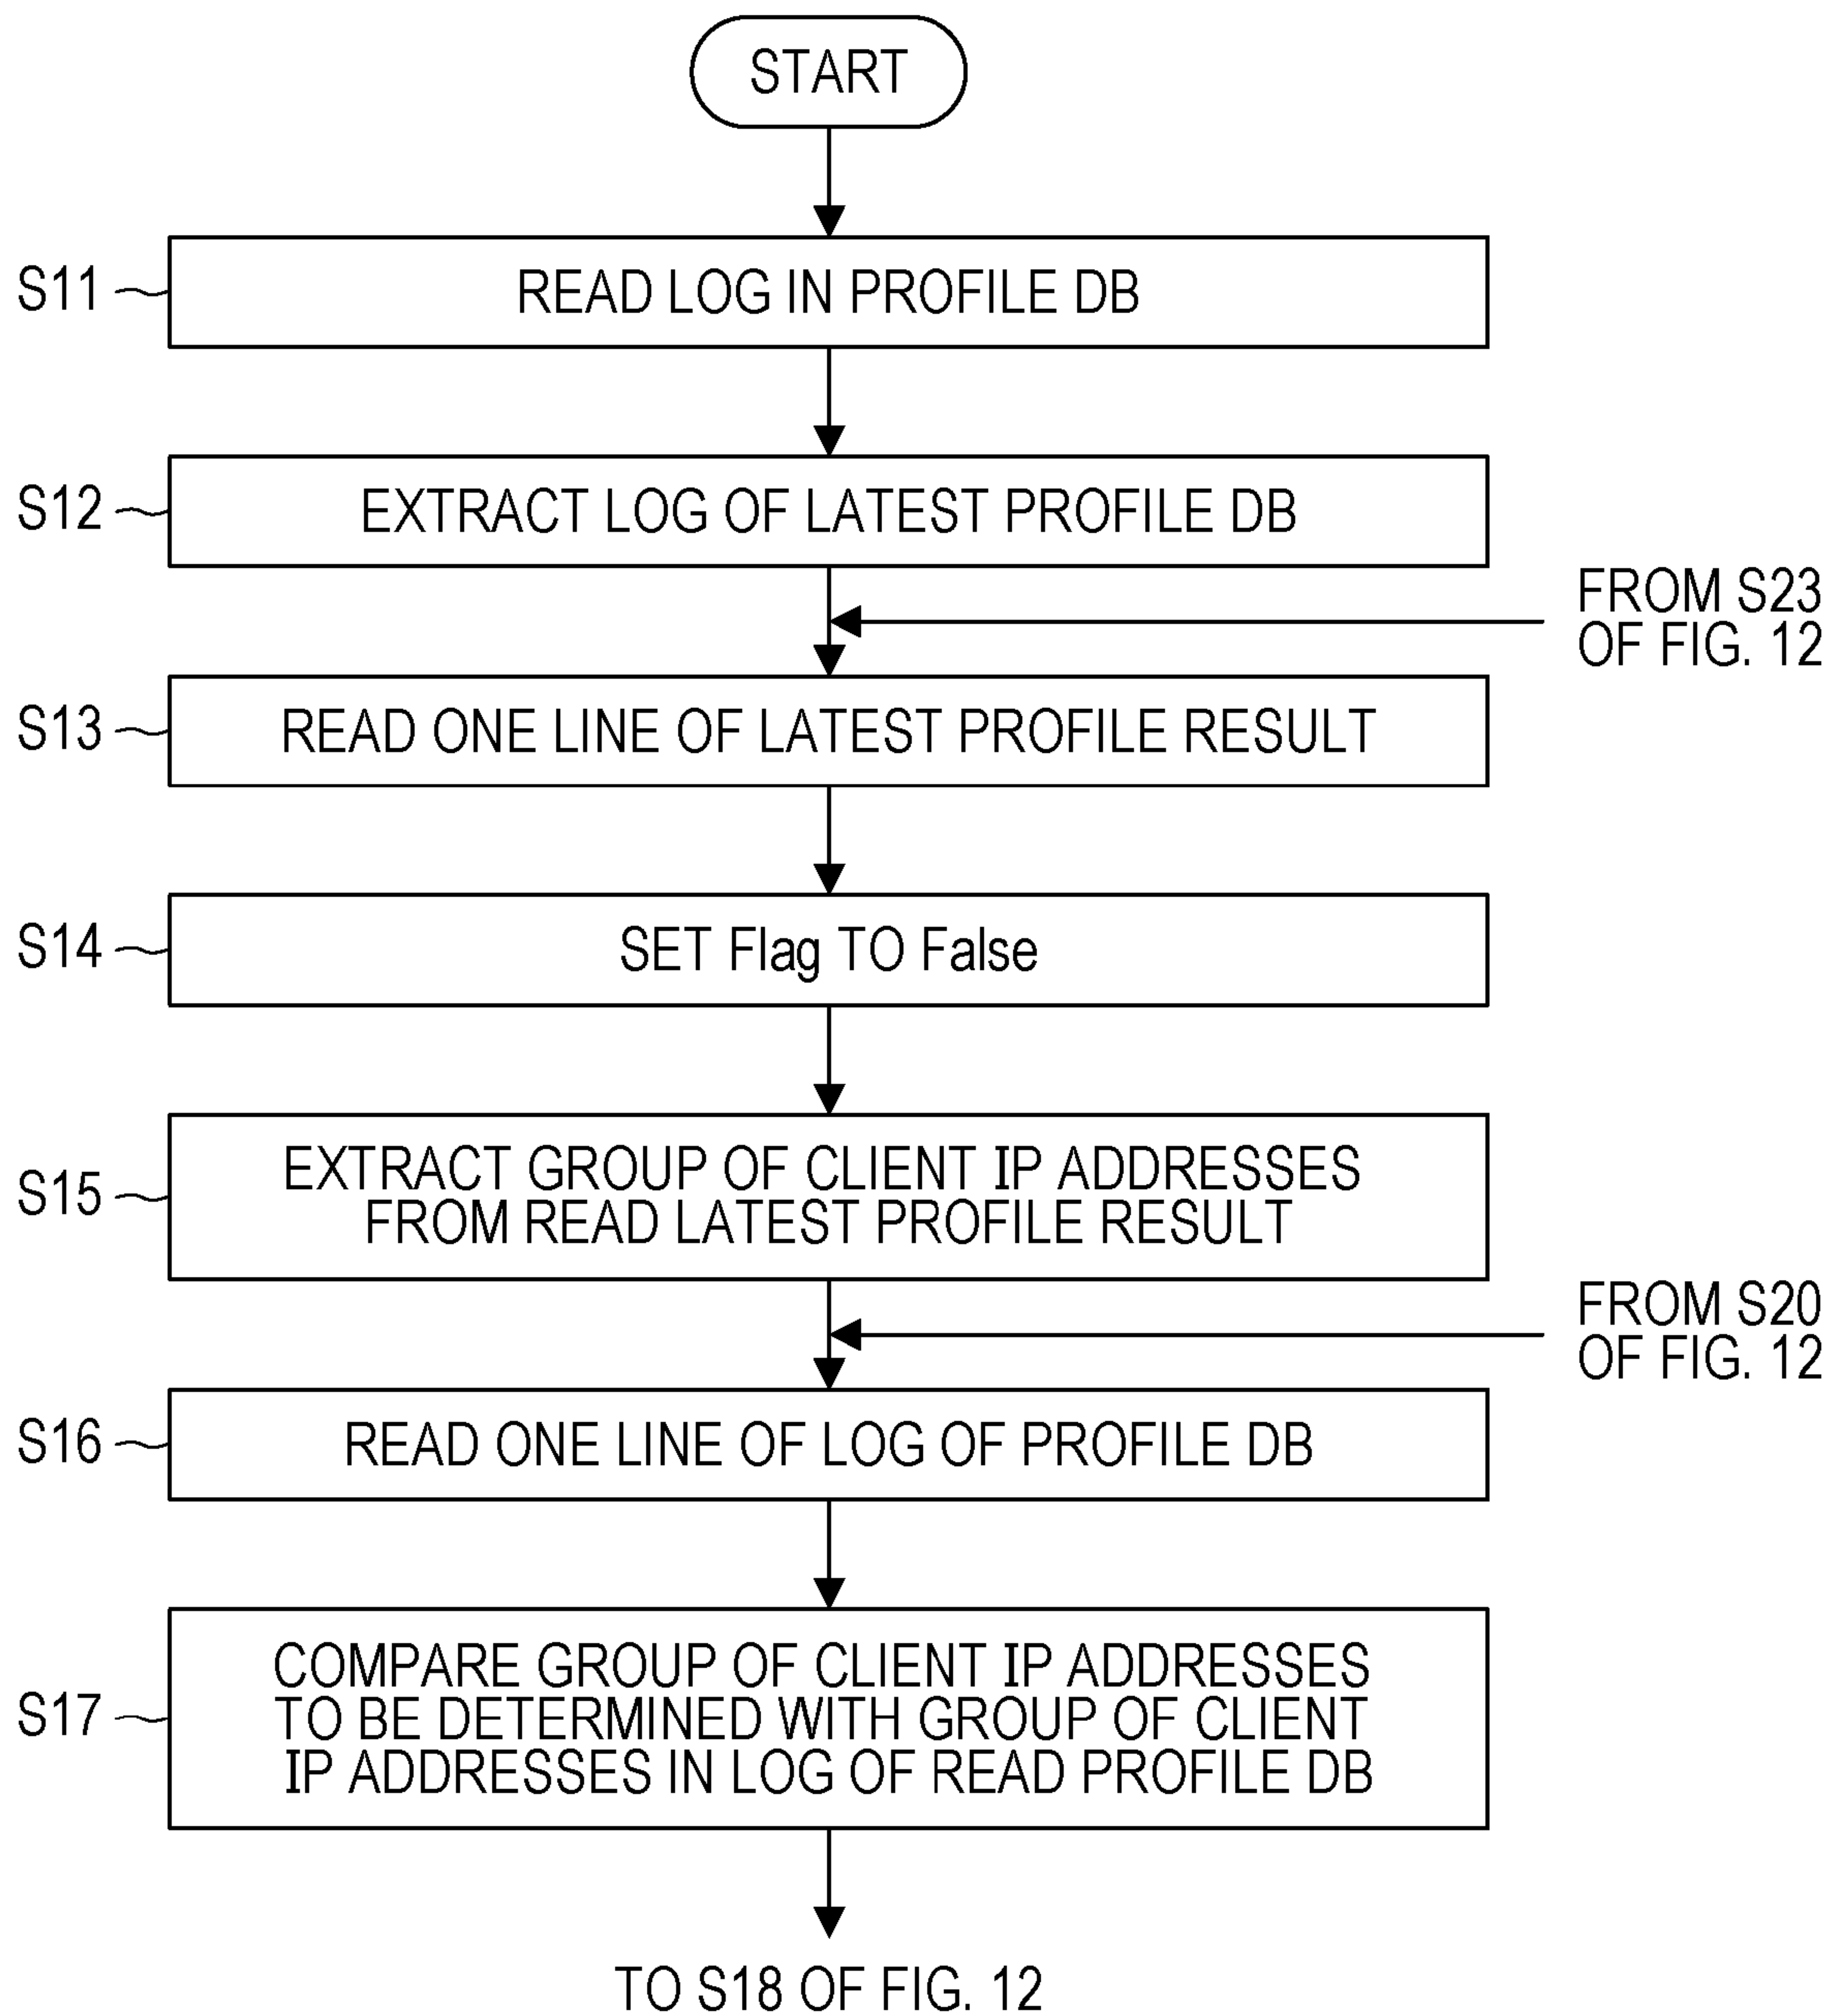 START
S11
READ LOG IN PROFILE DB
S12
EXTRACT LOG OF LATEST PROFILE DB
FROM S23
OF FIG. 12
S13
READ ONE LINE OF LATEST PROFILE RESULT
S14
SET Flag TO False
S15
EXTRACT GROUP OF CLIENT IP ADDRESSES
FROM READ LATEST PROFILE RESULT
FROM S20
OF FIG. 12
S16
READ ONE LINE OF LOG OF PROFILE DB
S17
COMPARE GROUP OF CLIENT IP ADDRESSES
TO BE DETERMINED WITH GROUP OF CLIENT
IP ADDRESSES IN LOG OF READ PROFILE DB
TO S18 OF FIG. 12